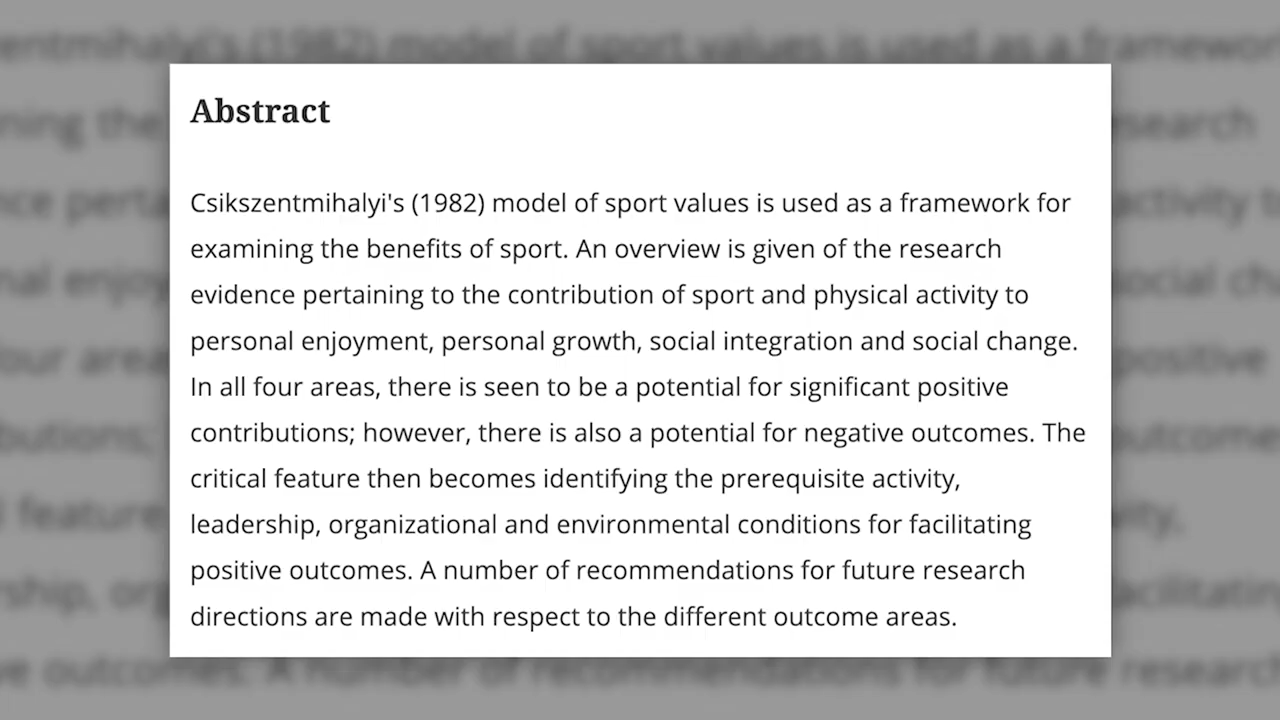 Abstract
Csikszentmihalyi's (1982) model of sport values is used as a framework for
examining the benefits of sport. An overview is given of the research
evidence pertaining to the contribution of sport and physical activity to
personal enjoyment, personal growth, social integration and social change.
In all four areas, there is seen to be a potential for significant positive
contributions; however, there is also a potential for negative outcomes. The
critical feature then becomes identifying the prerequisite activity,
leadership, organizational and environmental conditions for facilitating
positive outcomes. A number of recommendations for future research
directions are made with respect to the different outcome areas.